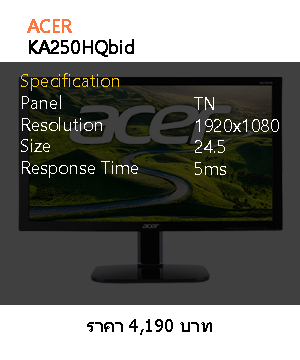 ACER
KA250HQbid
acer
Specification
Panel TN
Resolution 1920x1080
Size 24.5
Response Time 5ms
acer
ราคา 4,190 บาท